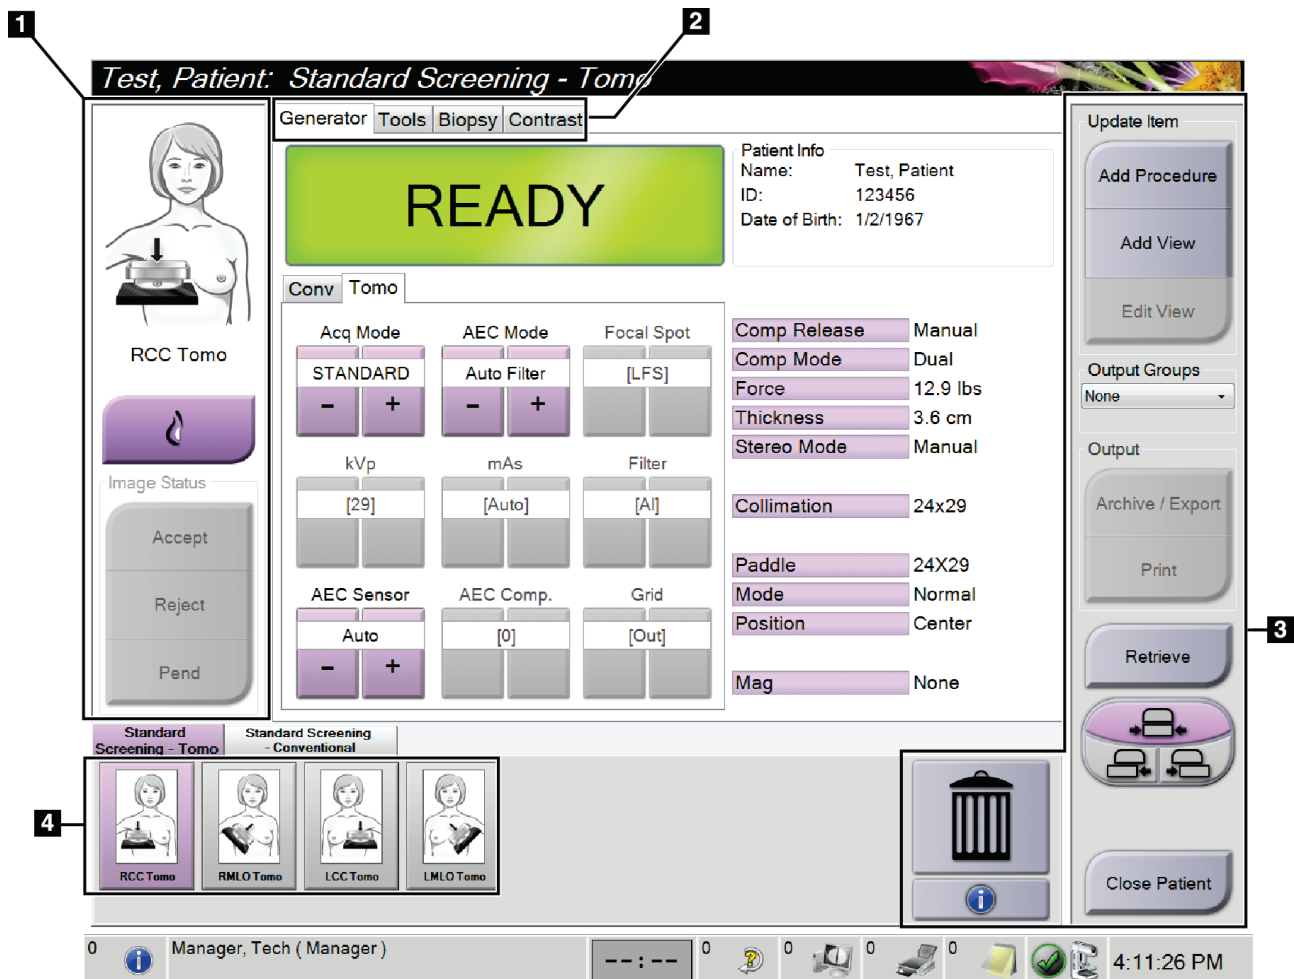 1
2
Test, Patient: Standard Screening - Tomo
Generator Tools Biopsy Contrast
READY
Patient Info
Name: Test, Patient
ID: 123456
Date of Birth: 1/2/1967
RCC Tomo
Image Status
Accept
Reject
Pend
Conv Tomo
Acq Mode AEC Mode Focal Spot
STANDARD Auto Filter [LFS]
- + - +
kVp mAs Filter
[29] [Auto] [Al]
AEC Sensor AEC Comp. Grid
Auto [0] [Out]
- +
Comp Release Manual
Comp Mode Dual
Force 12.9 lbs
Thickness 3.6 cm
Stereo Mode Manual
Collimation 24x29
Paddle 24X29
Mode Normal
Position Center
Mag None
Update Item
Add Procedure
Add View
Edit View
Output Groups
None
Output
Archive / Export
Print
3
Retrieve
Close Patient
Standard
Screening - Tomo
Standard Screening
- Conventional
4
RCC Tomo RMLO Tomo LCC Tomo LMLO Tomo
i
0 i Manager, Tech ( Manager ) --:-- 0 ? 0 0 0 4:11:26 PM